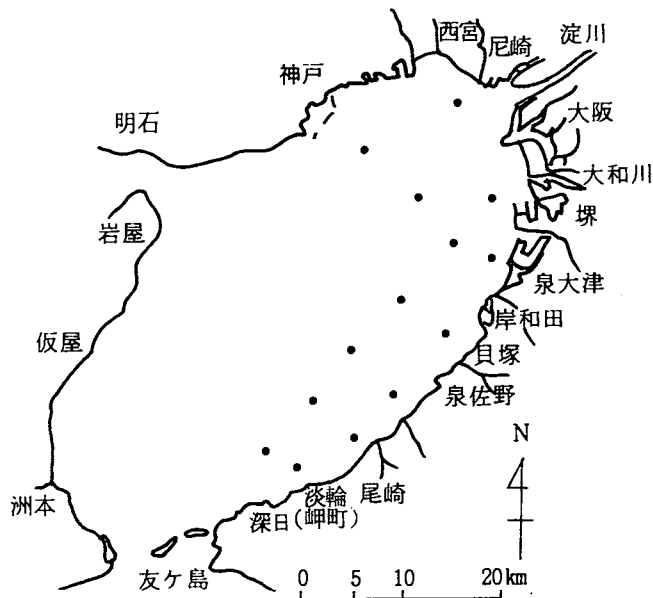 西宮
尼崎
淀川
神戸
大阪
明石
大和川
堺
岩屋
泉大津
岸和田
仮屋
貝塚
泉佐野
N
洲本
淡輪
尾崎
深日(岬町)
友ケ島
0 5 10 20km